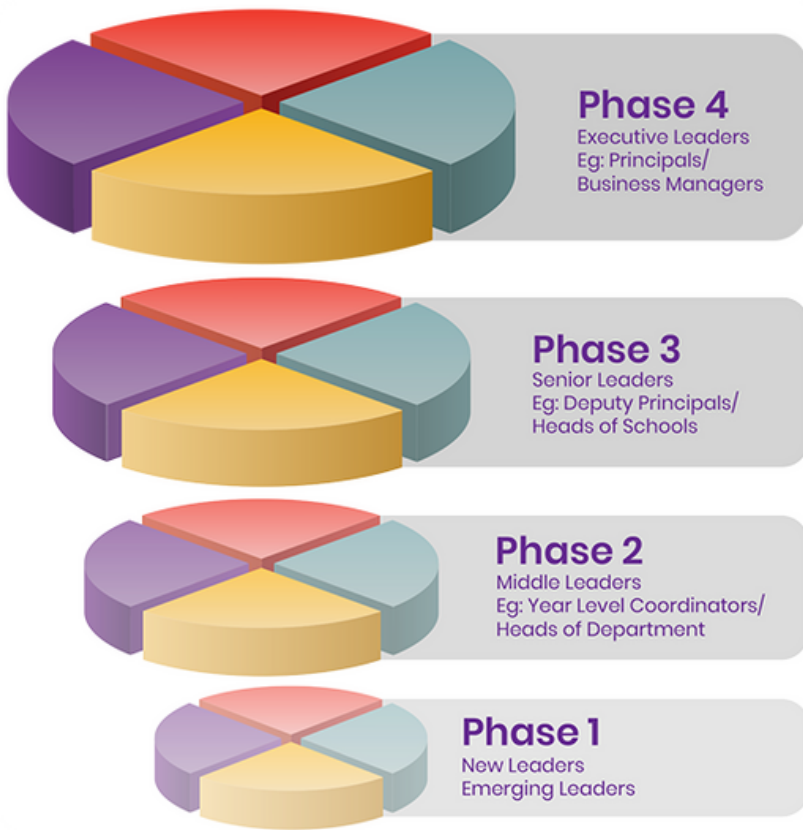 Phase 4
Executive Leaders
Eg: Principals/
Business Managers
Phase 3
Senior Leaders
Eg: Deputy Principals/
Heads of Schools
Phase 2
Middle Leaders
Eg: Year Level Coordinators/
Heads of Department
Phase 1
New Leaders
Emerging Leaders